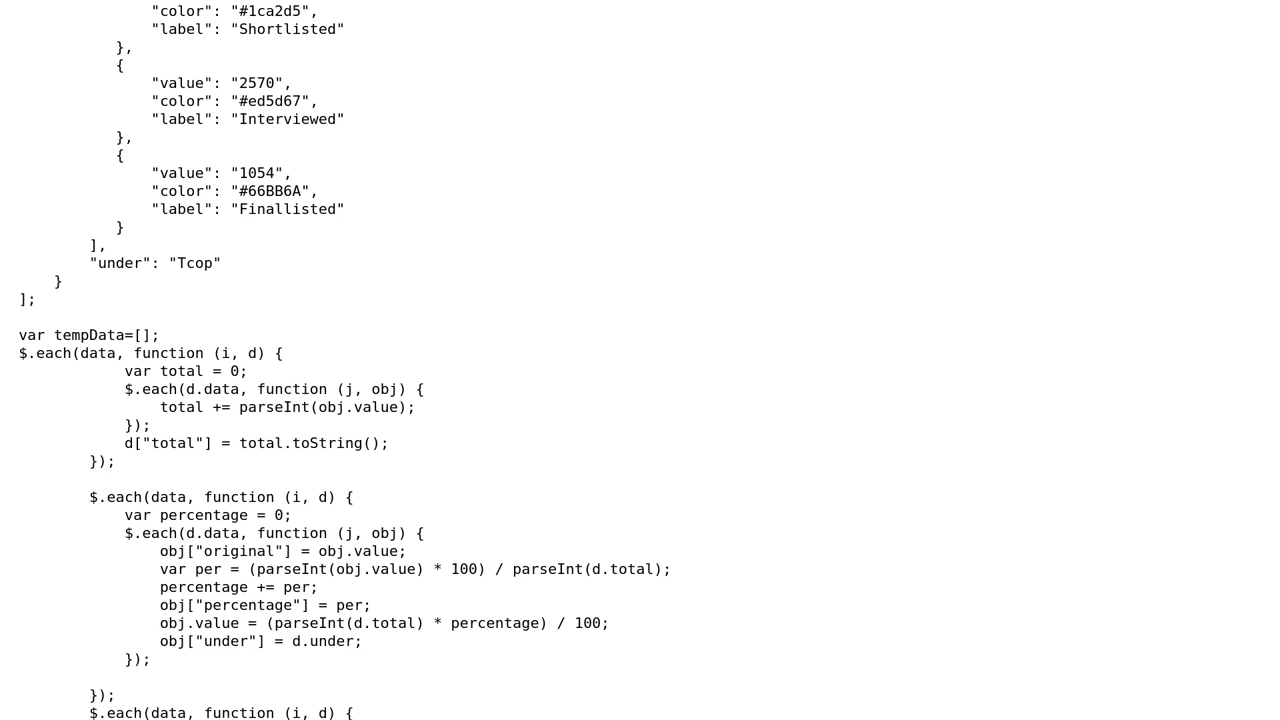 "color": "#1ca2d5",
"label": "Shortlisted"
},
{
"value": "2570",
"color": "#ed5d67",
"label": "Interviewed"
},
{
"value": "1054",
"color": "#66BB6A",
"label": "Finallisted"
}
],
"under": "Tcop"
}
];
var tempData=[];
$.each(data, function (i, d) {
var total = 0;
$.each(d.data, function (j, obj) {
total += parseInt(obj.value);
});
d["total"] = total.toString();
});
$.each(data, function (i, d) {
var percentage = 0;
$.each(d.data, function (j, obj) {
obj["original"] = obj.value;
var per = (parseInt(obj.value) * 100) / parseInt(d.total);
percentage += per;
obj["percentage"] = per;
obj.value = (parseInt(d.total) * percentage) / 100;
obj["under"] = d.under;
});
});
$.each(data, function (i, d) {